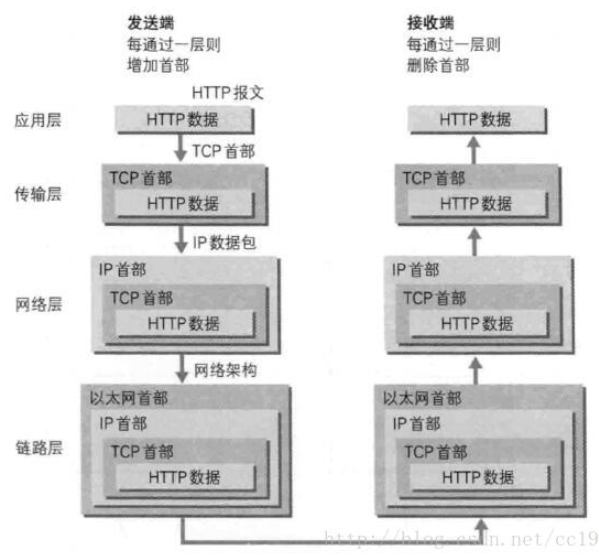 发送端
每通过一层则
增加首部
接收端
每通过一层则
删除首部
HTTP 报文
应用层
HTTP 数据
HTTP 数据
TCP 首部
传输层
TCP 首部
HTTP 数据
TCP 首部
HTTP 数据
IP 数据包
网络层
IP 首部
TCP 首部
HTTP 数据
IP 首部
TCP 首部
HTTP 数据
网络架构
链路层
以太网首部
IP 首部
TCP 首部
HTTP 数据
以太网首部
IP 首部
TCP 首部
HTTP 数据
http://blog.csdn.net/cc19